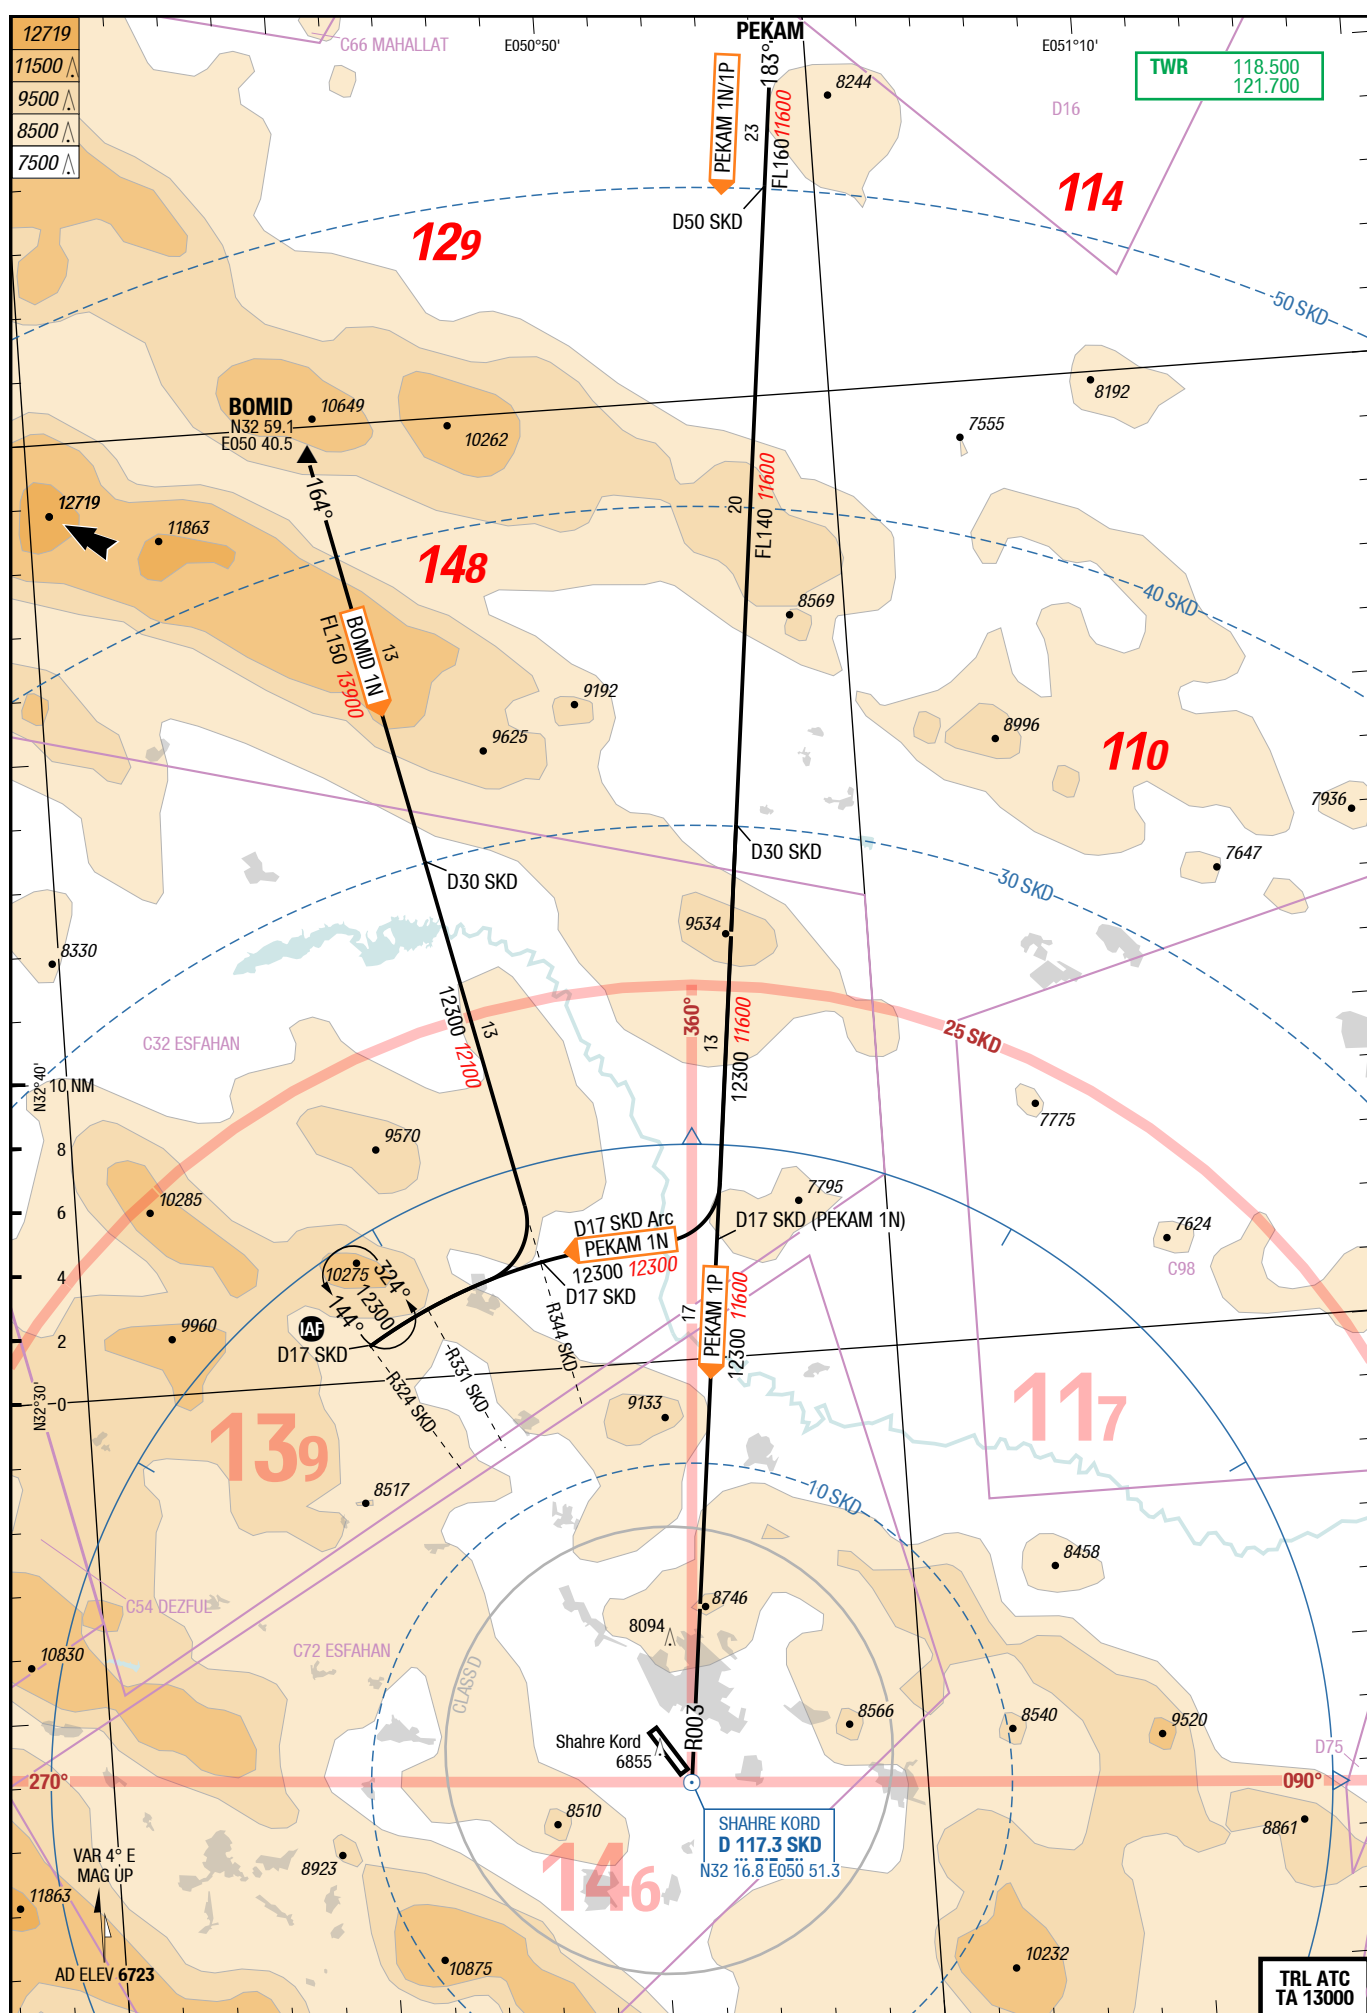 12719
11500
9500
8500
7500
C66 MAHALLAT
E050°50'
PEKAM
E051°10'
TWR 118.500
121.700
183°
PEKAM 1N/1P
23
FL160 11600
8244
D16
114
D50 SKD
129
50 SKD
8192
BOMID
N32 59.1
E050 40.5
10649
10262
7555
164°
12719
11863
148
20
FL140 11600
40 SKD
8569
BOMID 1N
13
FL150 13900
9192
9625
8996
110
7936
D30 SKD
D30 SKD
7647
30 SKD
9534
8330
12300 12100
13
360°
13
12300 11600
25 SKD
C32 ESFAHAN
N32°40'
10 NM
7775
9570
8
10285
6
7795
D17 SKD Arc
PEKAM 1N
12300 12300
D17 SKD (PEKAM 1N)
7624
C98
10275
324°
12300
144°
4
D17 SKD
IAF
D17 SKD
9960
2
R344 SKD
R331 SKD
R324 SKD
17
PEKAM 1P
12300 11600
N32°30'
0
9133
139
117
8517
10 SKD
8458
C54 DEZFUL
8746
8094
C72 ESFAHAN
10830
CLASS D
R003
8566
8540
9520
Shahre Kord
6855
D75
270°
090°
SHAHRE KORD
D 117.3 SKD
N32 16.8 E050 51.3
8510
8861
8923
146
VAR 4° E
MAG UP
11863
10875
10232
AD ELEV 6723
TRL ATC
TA 13000